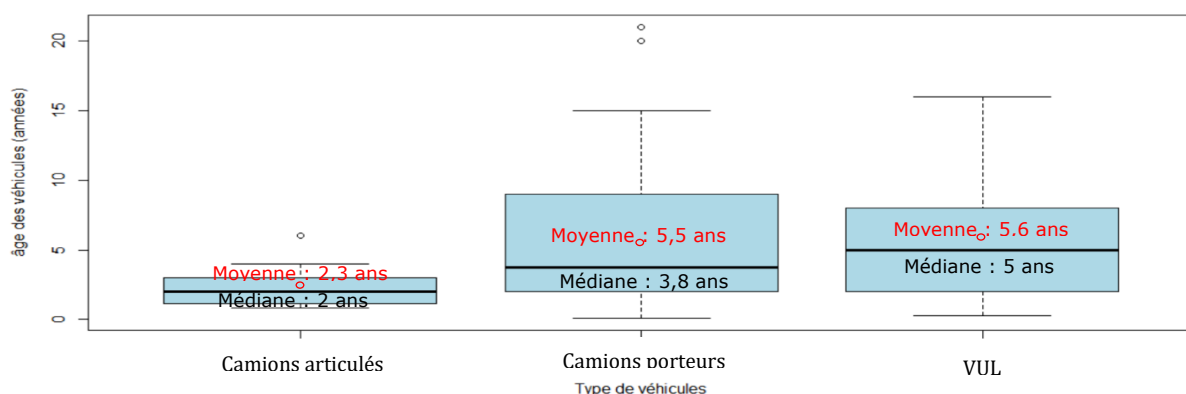 âge des véhicules (années)
20
15
10
5
0
Moyenne : 2,3 ans
Médiane : 2 ans
Moyenne : 5,5 ans
Médiane : 3,8 ans
Moyenne : 5.6 ans
Médiane : 5 ans
Camions articulés
Camions porteurs
VUL
Type de véhicules